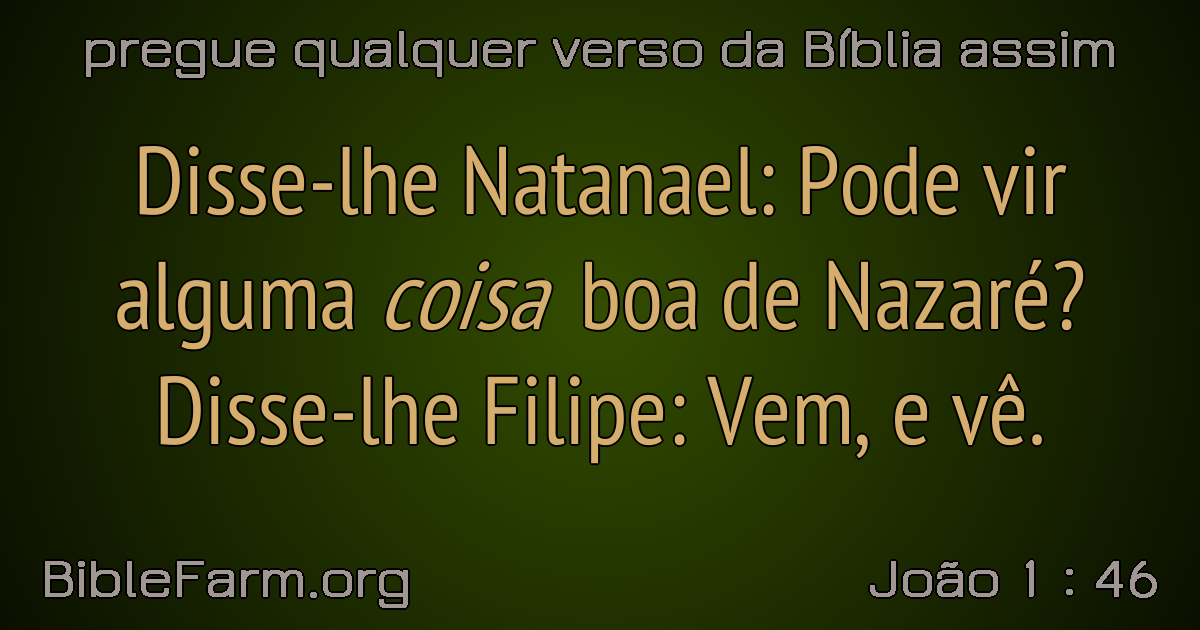 pregue qualquer verso da Bíblia assim
Disse-lhe Natanael: Pode vir
alguma coisa boa de Nazaré?
Disse-lhe Filipe: Vem, e vê.
BibleFarm.org
João 1 : 46